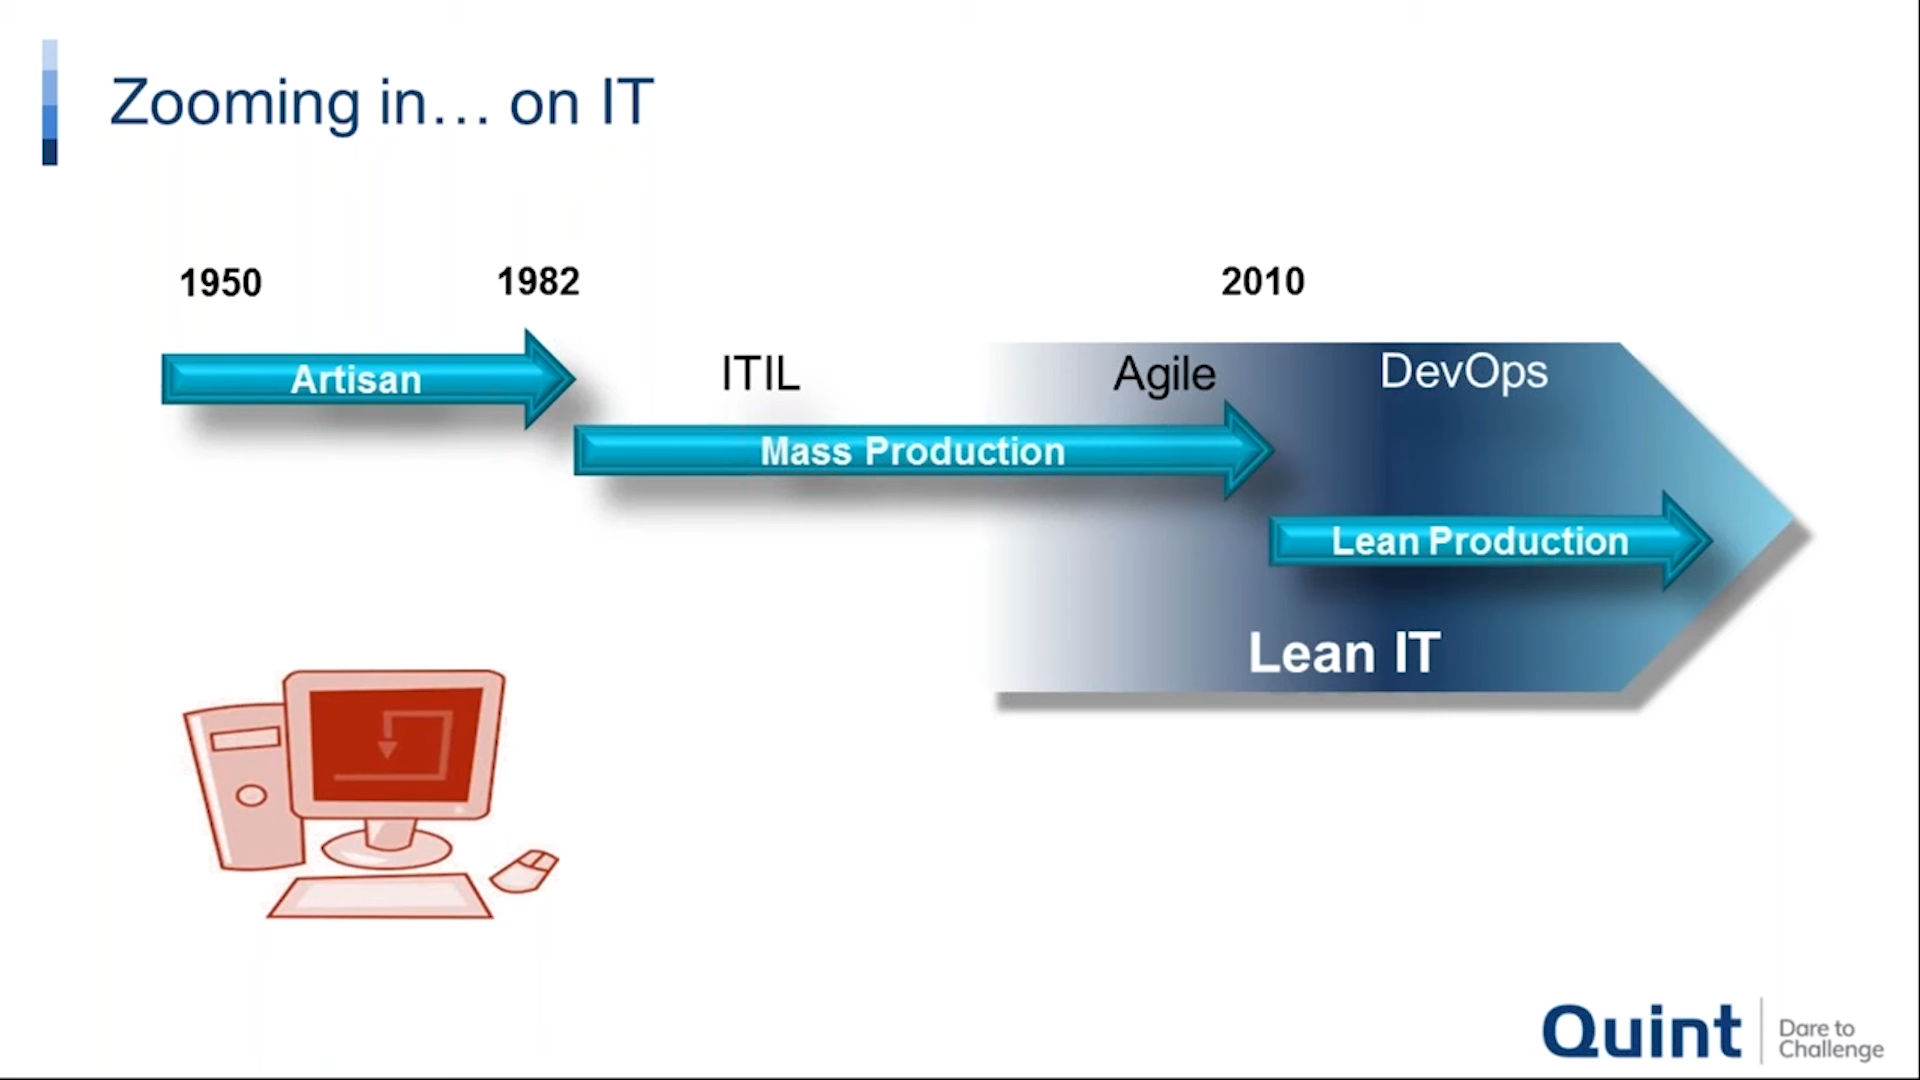 Zooming in… on IT
1950
1982
2010
Artisan
ITIL
Agile
DevOps
Mass Production
Lean Production
Lean IT
Quint
Dare to
Challenge